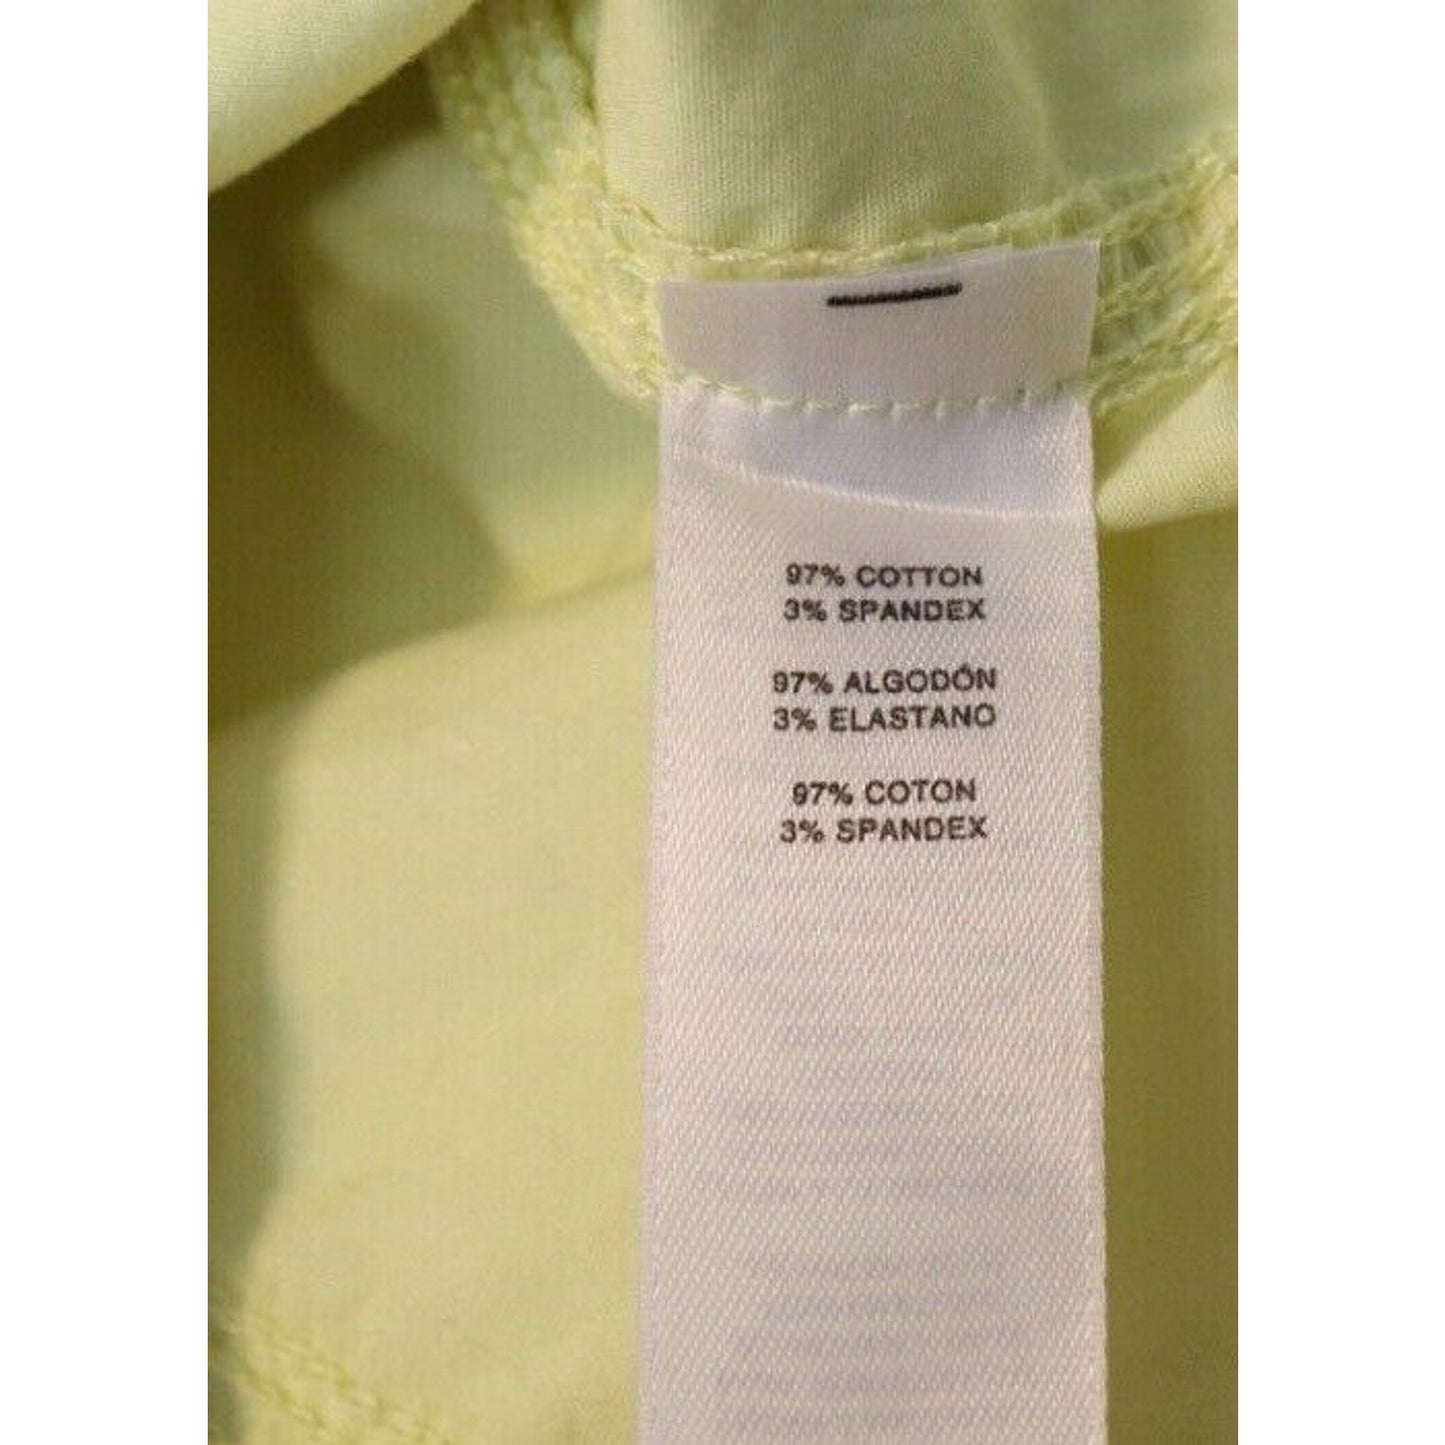 97% COTTON
3% SPANDEX
97% ALGODÓN
3% ELASTANO
97% COTON
3% SPANDEX